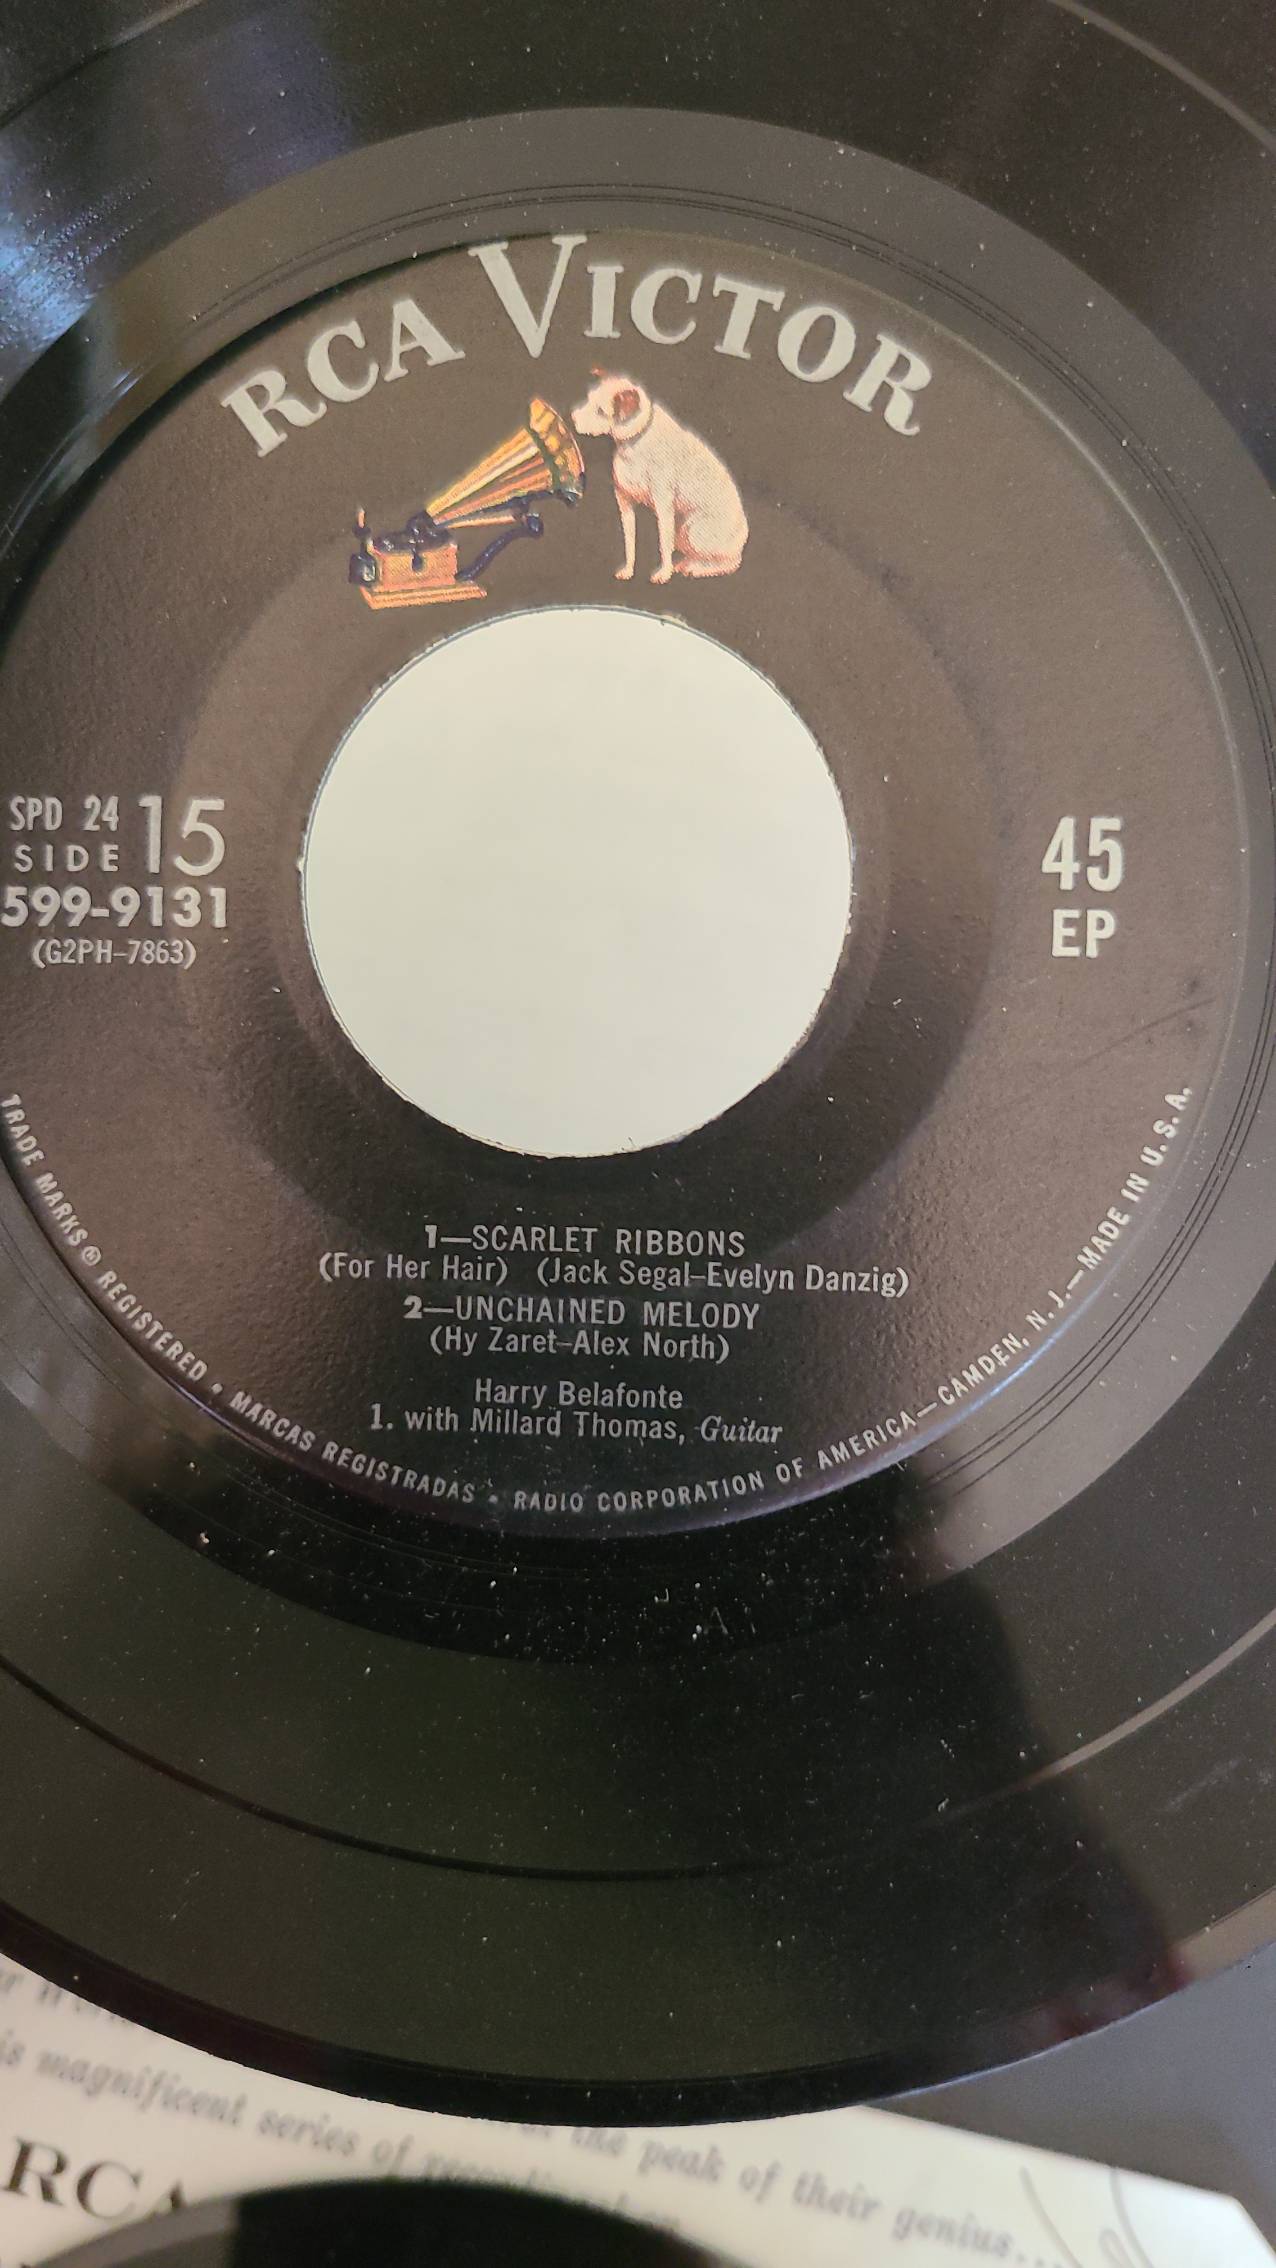 RCA VICTOR
SPD 24
SIDE 15
599-9131
(G2PH-7863)
45
EP
1—SCARLET RIBBONS
(For Her Hair) (Jack Segal-Evelyn Danzig)
2—UNCHAINED MELODY
(Hy Zaret-Alex North)
Harry Belafonte
1. with Millard Thomas, Guitar
TRADE MARKS ® REGISTERED • MARCAS REGISTRADAS • RADIO CORPORATION OF AMERICA—CAMDEN, N. J.—MADE IN U. S. A.
magnificent series of
the peak of their genius....
RCA